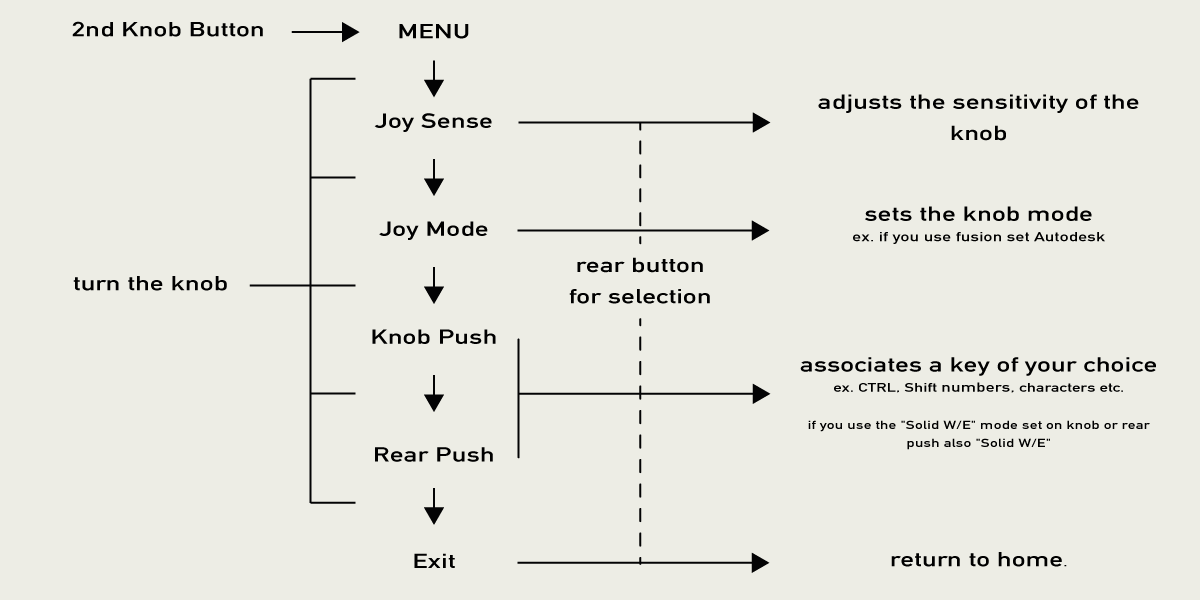 2nd Knob Button
MENU
Joy Sense
adjusts the sensitivity of the
knob
Joy Mode
sets the knob mode
ex. if you use fusion set Autodesk
rear button
for selection
turn the knob
Knob Push
associates a key of your choice
ex. CTRL, Shift numbers, characters etc.
if you use the "Solid W/E" mode set on knob or rear
push also "Solid W/E"
Rear Push
Exit
return to home.